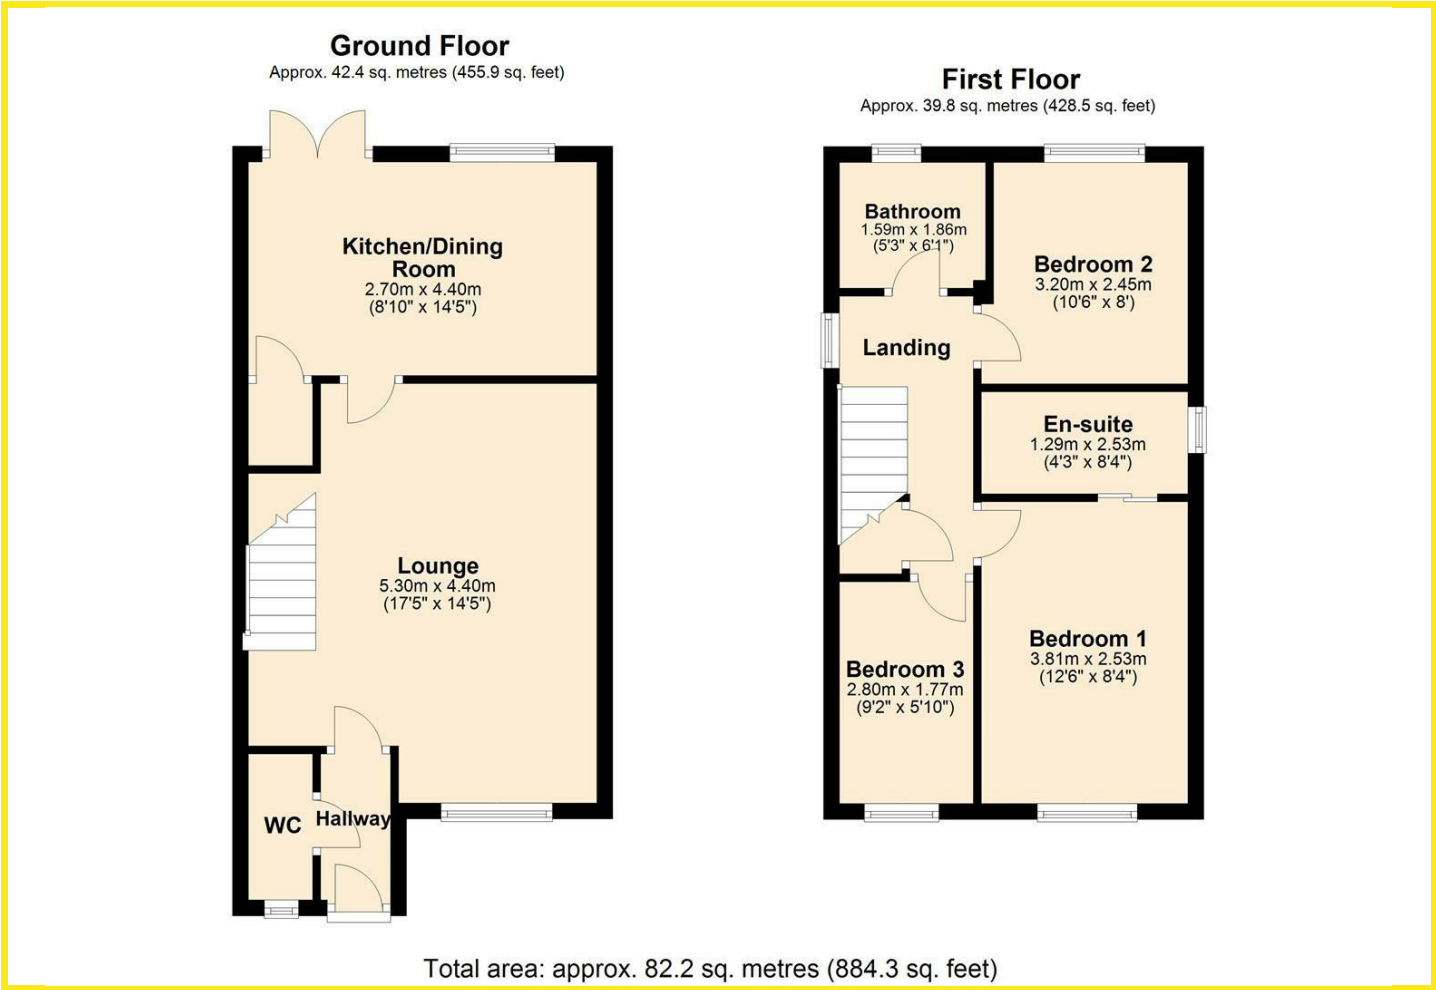 Ground Floor
Approx. 42.4 sq. metres (455.9 sq. feet)
Kitchen/Dining
Room
2.70m x 4.40m
(8'10" x 14'5")
Lounge
5.30m x 4.40m
(17'5" x 14'5")
WC
Hallway
First Floor
Approx. 39.8 sq. metres (428.5 sq. feet)
Bathroom
1.59m x 1.86m
(5'3" x 6'1")
Bedroom 2
3.20m x 2.45m
(10'6" x 8')
Landing
En-suite
1.29m x 2.53m
(4'3" x 8'4")
Bedroom 1
3.81m x 2.53m
(12'6" x 8'4")
Bedroom 3
2.80m x 1.77m
(9'2" x 5'10")
Total area: approx. 82.2 sq. metres (884.3 sq. feet)